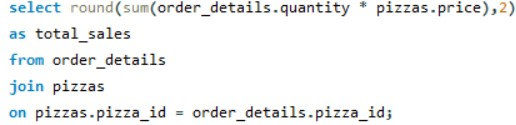 select round(sum(order_details.quantity * pizzas.price),2)
as total_sales
from order_details
join pizzas
on pizzas.pizza_id = order_details.pizza_id;